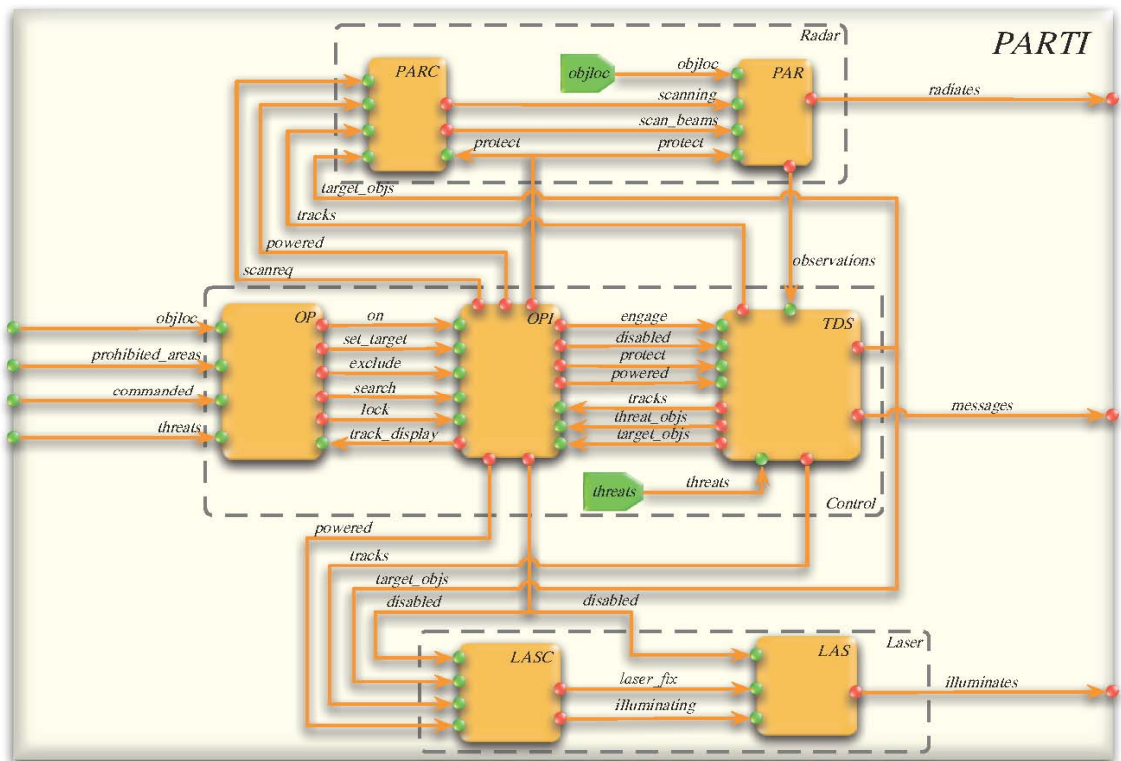 PARTI
Radar
PARC
objloc
objloc
PAR
scanning
radiates
scan_beams
protect
protect
target_objs
tracks
powered
observations
scanreq
OP
OPI
TDS
objloc
on
engage
set_target
disabled
prohibited_areas
exclude
protect
search
powered
commanded
lock
tracks
messages
threats
track_display
threat_objs
target_objs
threats
threats
Control
powered
tracks
target_objs
disabled
disabled
Laser
LASC
LAS
laser_fix
illuminates
illuminating